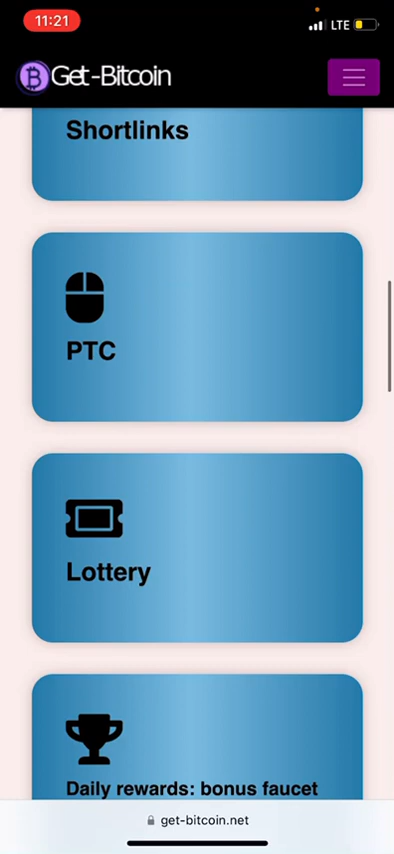 11:21
LTE
Get-Bitcoin
Shortlinks
PTC
Lottery
Daily rewards: bonus faucet
get-bitcoin.net